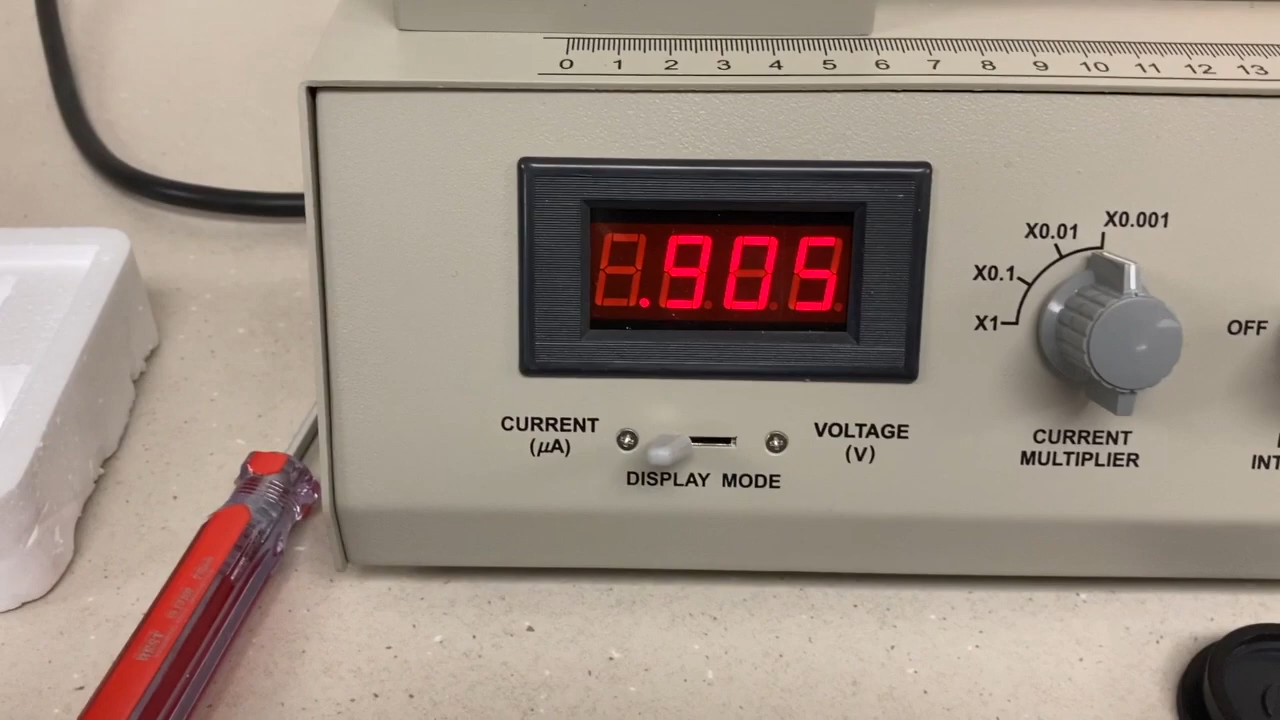 0 1 2 3 4 5 6 7 8 9 10 11 12 13
.905
X0.001
X0.01
X0.1
X1
OFF
CURRENT
(μA)
VOLTAGE
(V)
DISPLAY MODE
CURRENT
MULTIPLIER
INT